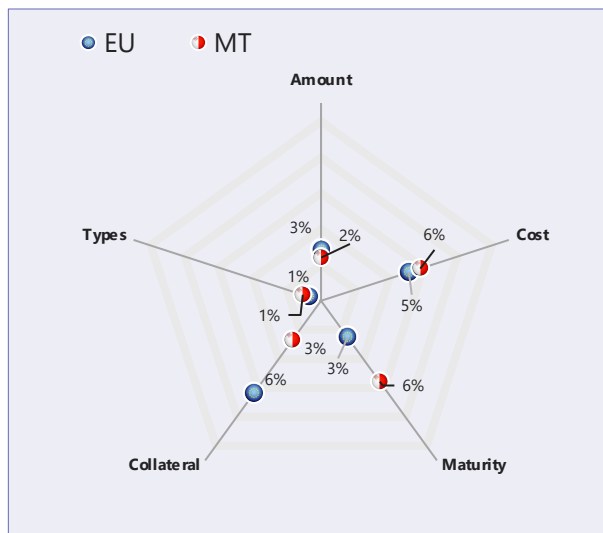 EU MT
Amount
3%
2%
6%
Types
Cost
1%
5%
1%
3%
3%
6%
6%
Collateral
Maturity